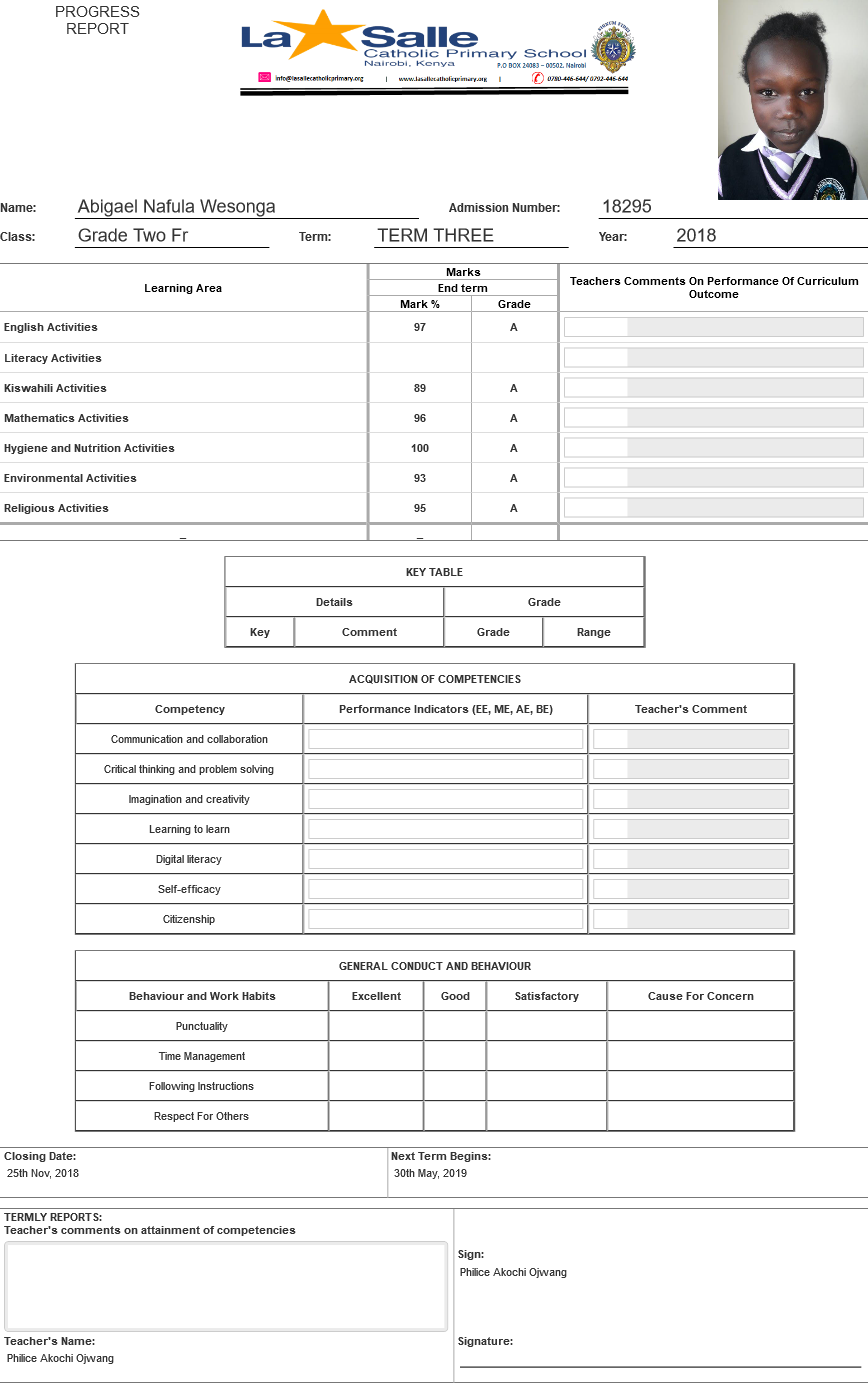 PROGRESS
REPORT
La Salle
Catholic Primary School
Nairobi, Kenya
P.O BOX 24083 – 00502, Nairobi
info@lasallecatholicprimary.org | www.lasallecatholicprimary.org | 0780-446-644/ 0792-446-644
Name: Abigael Nafula Wesonga Admission Number: 18295
Class: Grade Two Fr Term: TERM THREE Year: 2018
Learning Area Marks Teachers Comments On Performance Of Curriculum Outcome
End term
Mark % Grade
English Activities 97 A
Literacy Activities
Kiswahili Activities 89 A
Mathematics Activities 96 A
Hygiene and Nutrition Activities 100 A
Environmental Activities 93 A
Religious Activities 95 A
_ _
KEY TABLE
Details Grade
Key Comment Grade Range
ACQUISITION OF COMPETENCIES
Competency Performance Indicators (EE, ME, AE, BE) Teacher's Comment
Communication and collaboration
Critical thinking and problem solving
Imagination and creativity
Learning to learn
Digital literacy
Self-efficacy
Citizenship
GENERAL CONDUCT AND BEHAVIOUR
Behaviour and Work Habits Excellent Good Satisfactory Cause For Concern
Punctuality
Time Management
Following Instructions
Respect For Others
Closing Date: Next Term Begins:
25th Nov, 2018 30th May, 2019
TERMLY REPORTS:
Teacher's comments on attainment of competencies
Sign:
Philice Akochi Ojwang
Teacher's Name: Signature:
Philice Akochi Ojwang